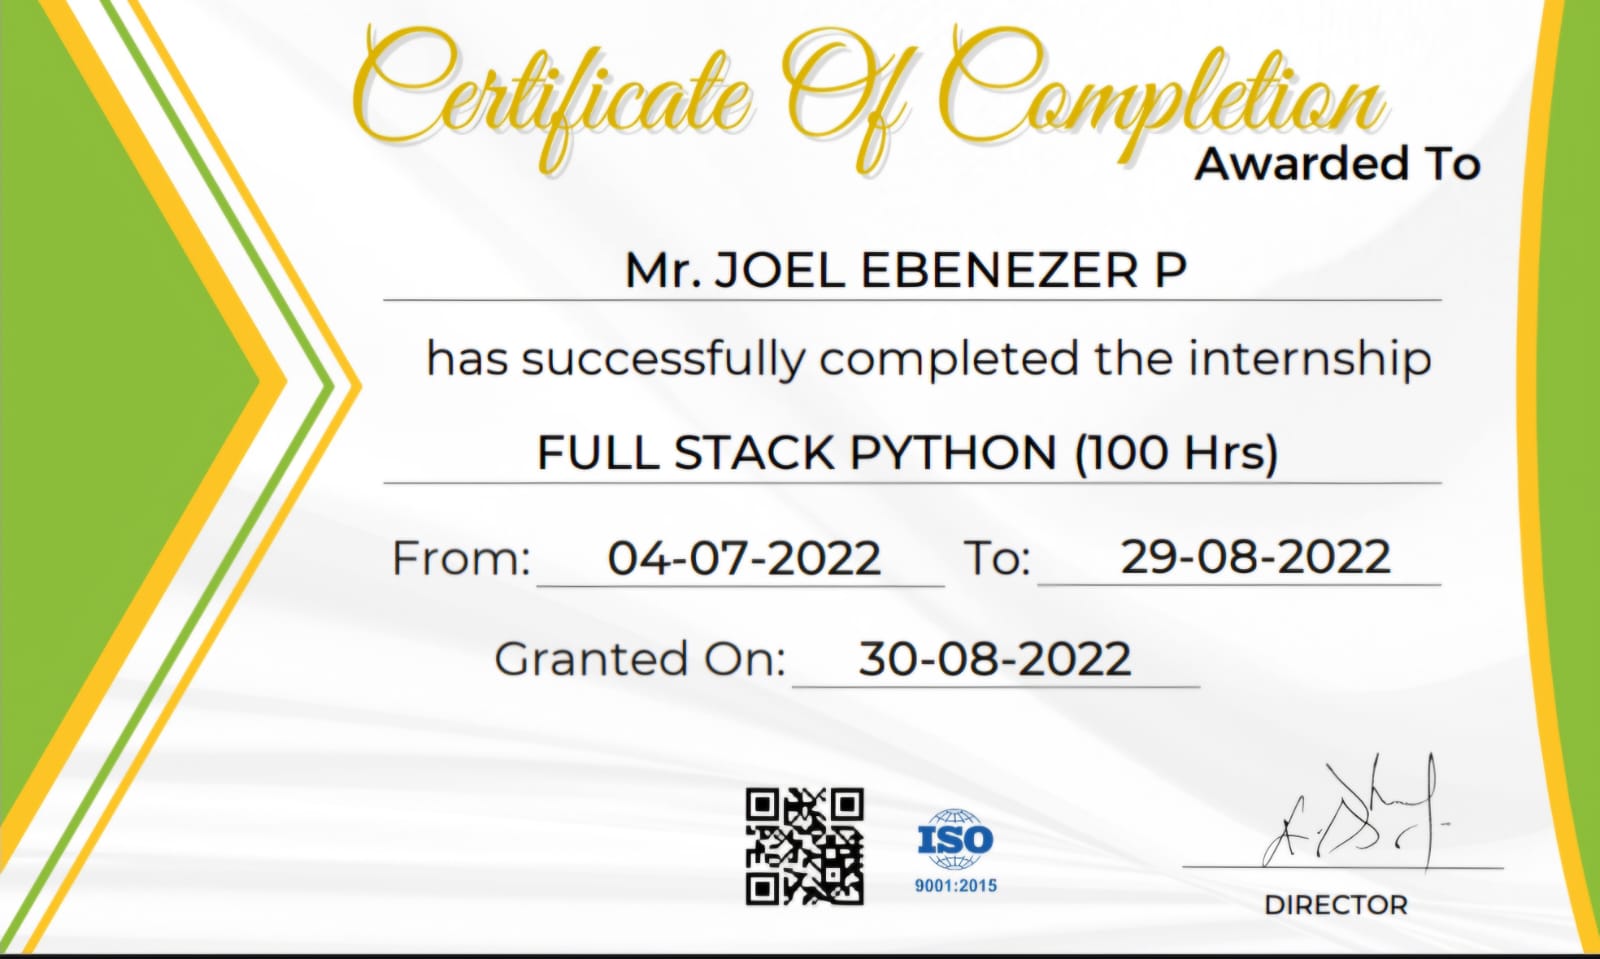 Certificate Of Completion
Awarded To
Mr. JOEL EBENEZER P
has successfully completed the internship
FULL STACK PYTHON (100 Hrs)
From: 04-07-2022 To: 29-08-2022
Granted On: 30-08-2022
ISO
9001:2015
DIRECTOR